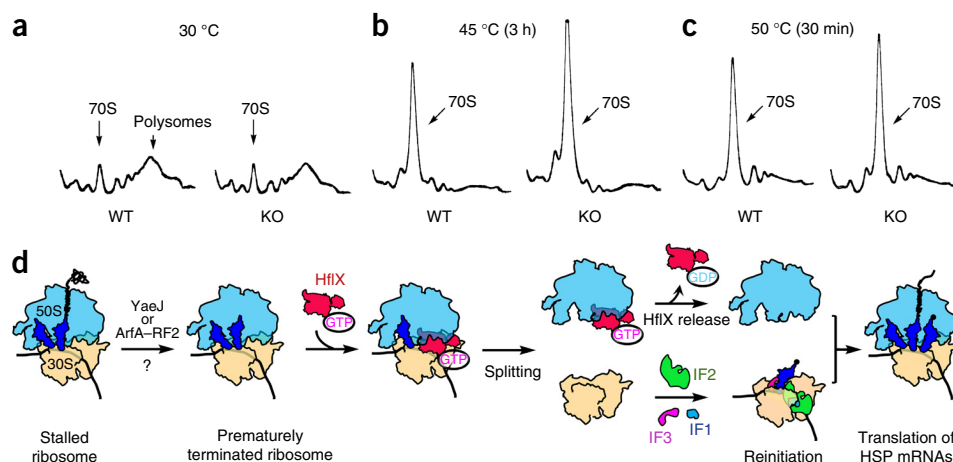 a
30 °C
70S
Polysomes
70S
WT
KO
b
45 °C (3 h)
70S
70S
WT
KO
c
50 °C (30 min)
70S
70S
WT
KO
d
50S
30S
Stalled
ribosome
YaeJ
or
ArfA–RF2
?
Prematurely
terminated ribosome
HflX
GTP
GTP
Splitting
GTP
GDP
HflX release
IF2
IF3
IF1
Reinitiation
Translation of
HSP mRNAs